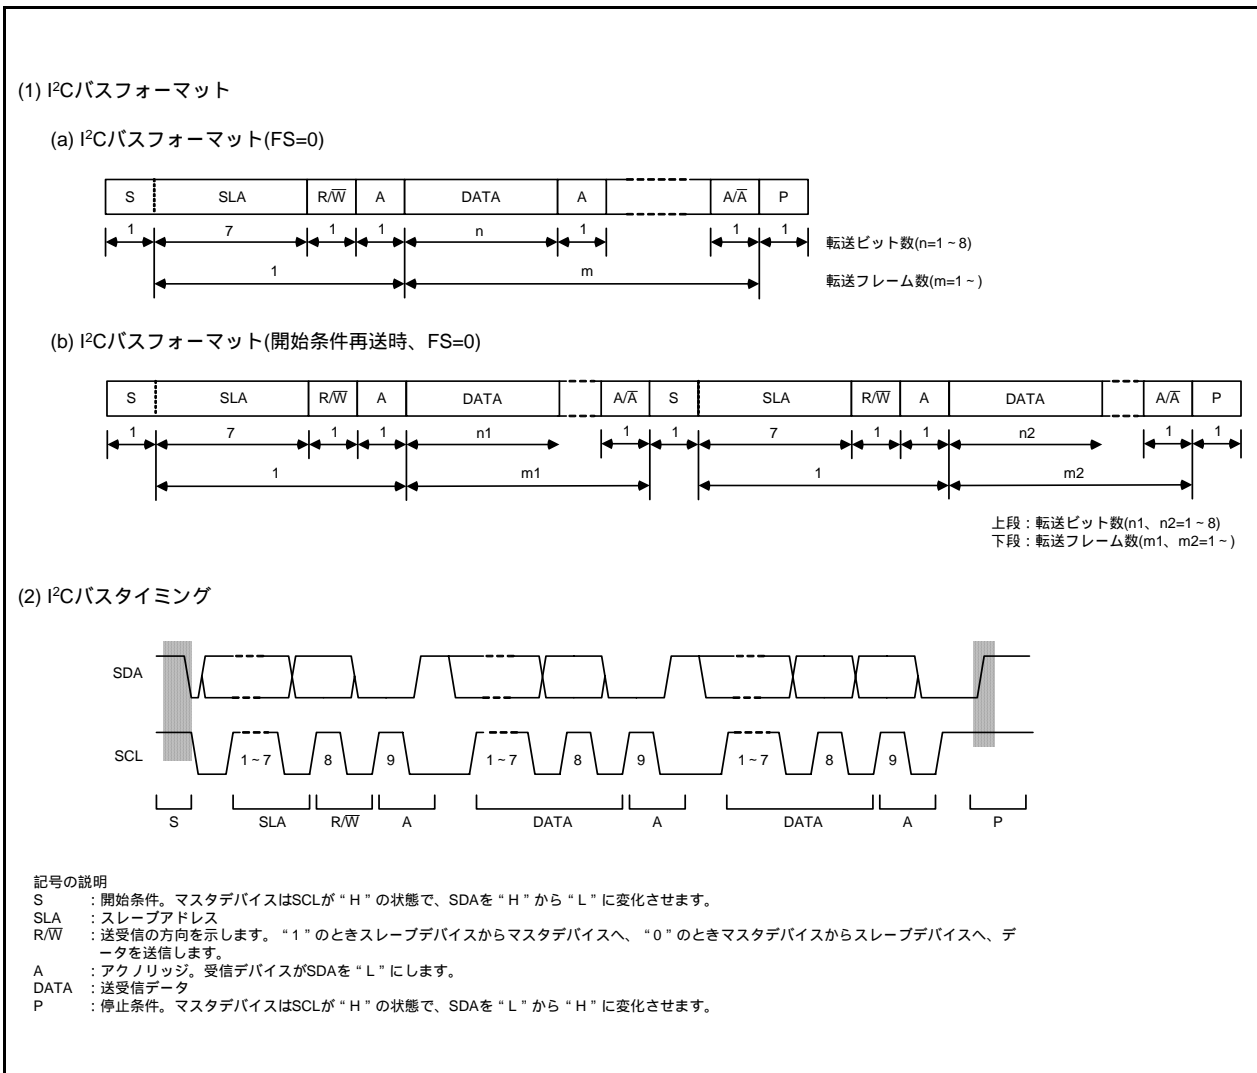 (1) I²Cバスフォーマット
(a) I²Cバスフォーマット(FS=0)
S SLA R/W̅ A DATA A A/A̅ P
1 7 1 1 n 1 1 1
転送ビット数(n=1~8)
1 m
転送フレーム数(m=1~)
(b) I²Cバスフォーマット(開始条件再送時、FS=0)
S SLA R/W̅ A DATA A/A̅ S SLA R/W̅ A DATA A/A̅ P
1 7 1 1 n1 1 1 7 1 1 n2 1 1
1 m1 1 m2
上段:転送ビット数(n1、n2=1~8)
下段:転送フレーム数(m1、m2=1~)
(2) I²Cバスタイミング
SDA
SCL 1~7 8 9 1~7 8 9 1~7 8 9
S SLA R/W̅ A DATA A DATA A P
記号の説明
S :開始条件。マスタデバイスはSCLが“H”の状態で、SDAを“H”から“L”に変化させます。
SLA :スレーブアドレス
R/W̅ :送受信の方向を示します。“1”のときスレーブデバイスからマスタデバイスへ、“0”のときマスタデバイスからスレーブデバイスへ、デ
ータを送信します。
A :アクノリッジ。受信デバイスがSDAを“L”にします。
DATA :送受信データ
P :停止条件。マスタデバイスはSCLが“H”の状態で、SDAを“L”から“H”に変化させます。